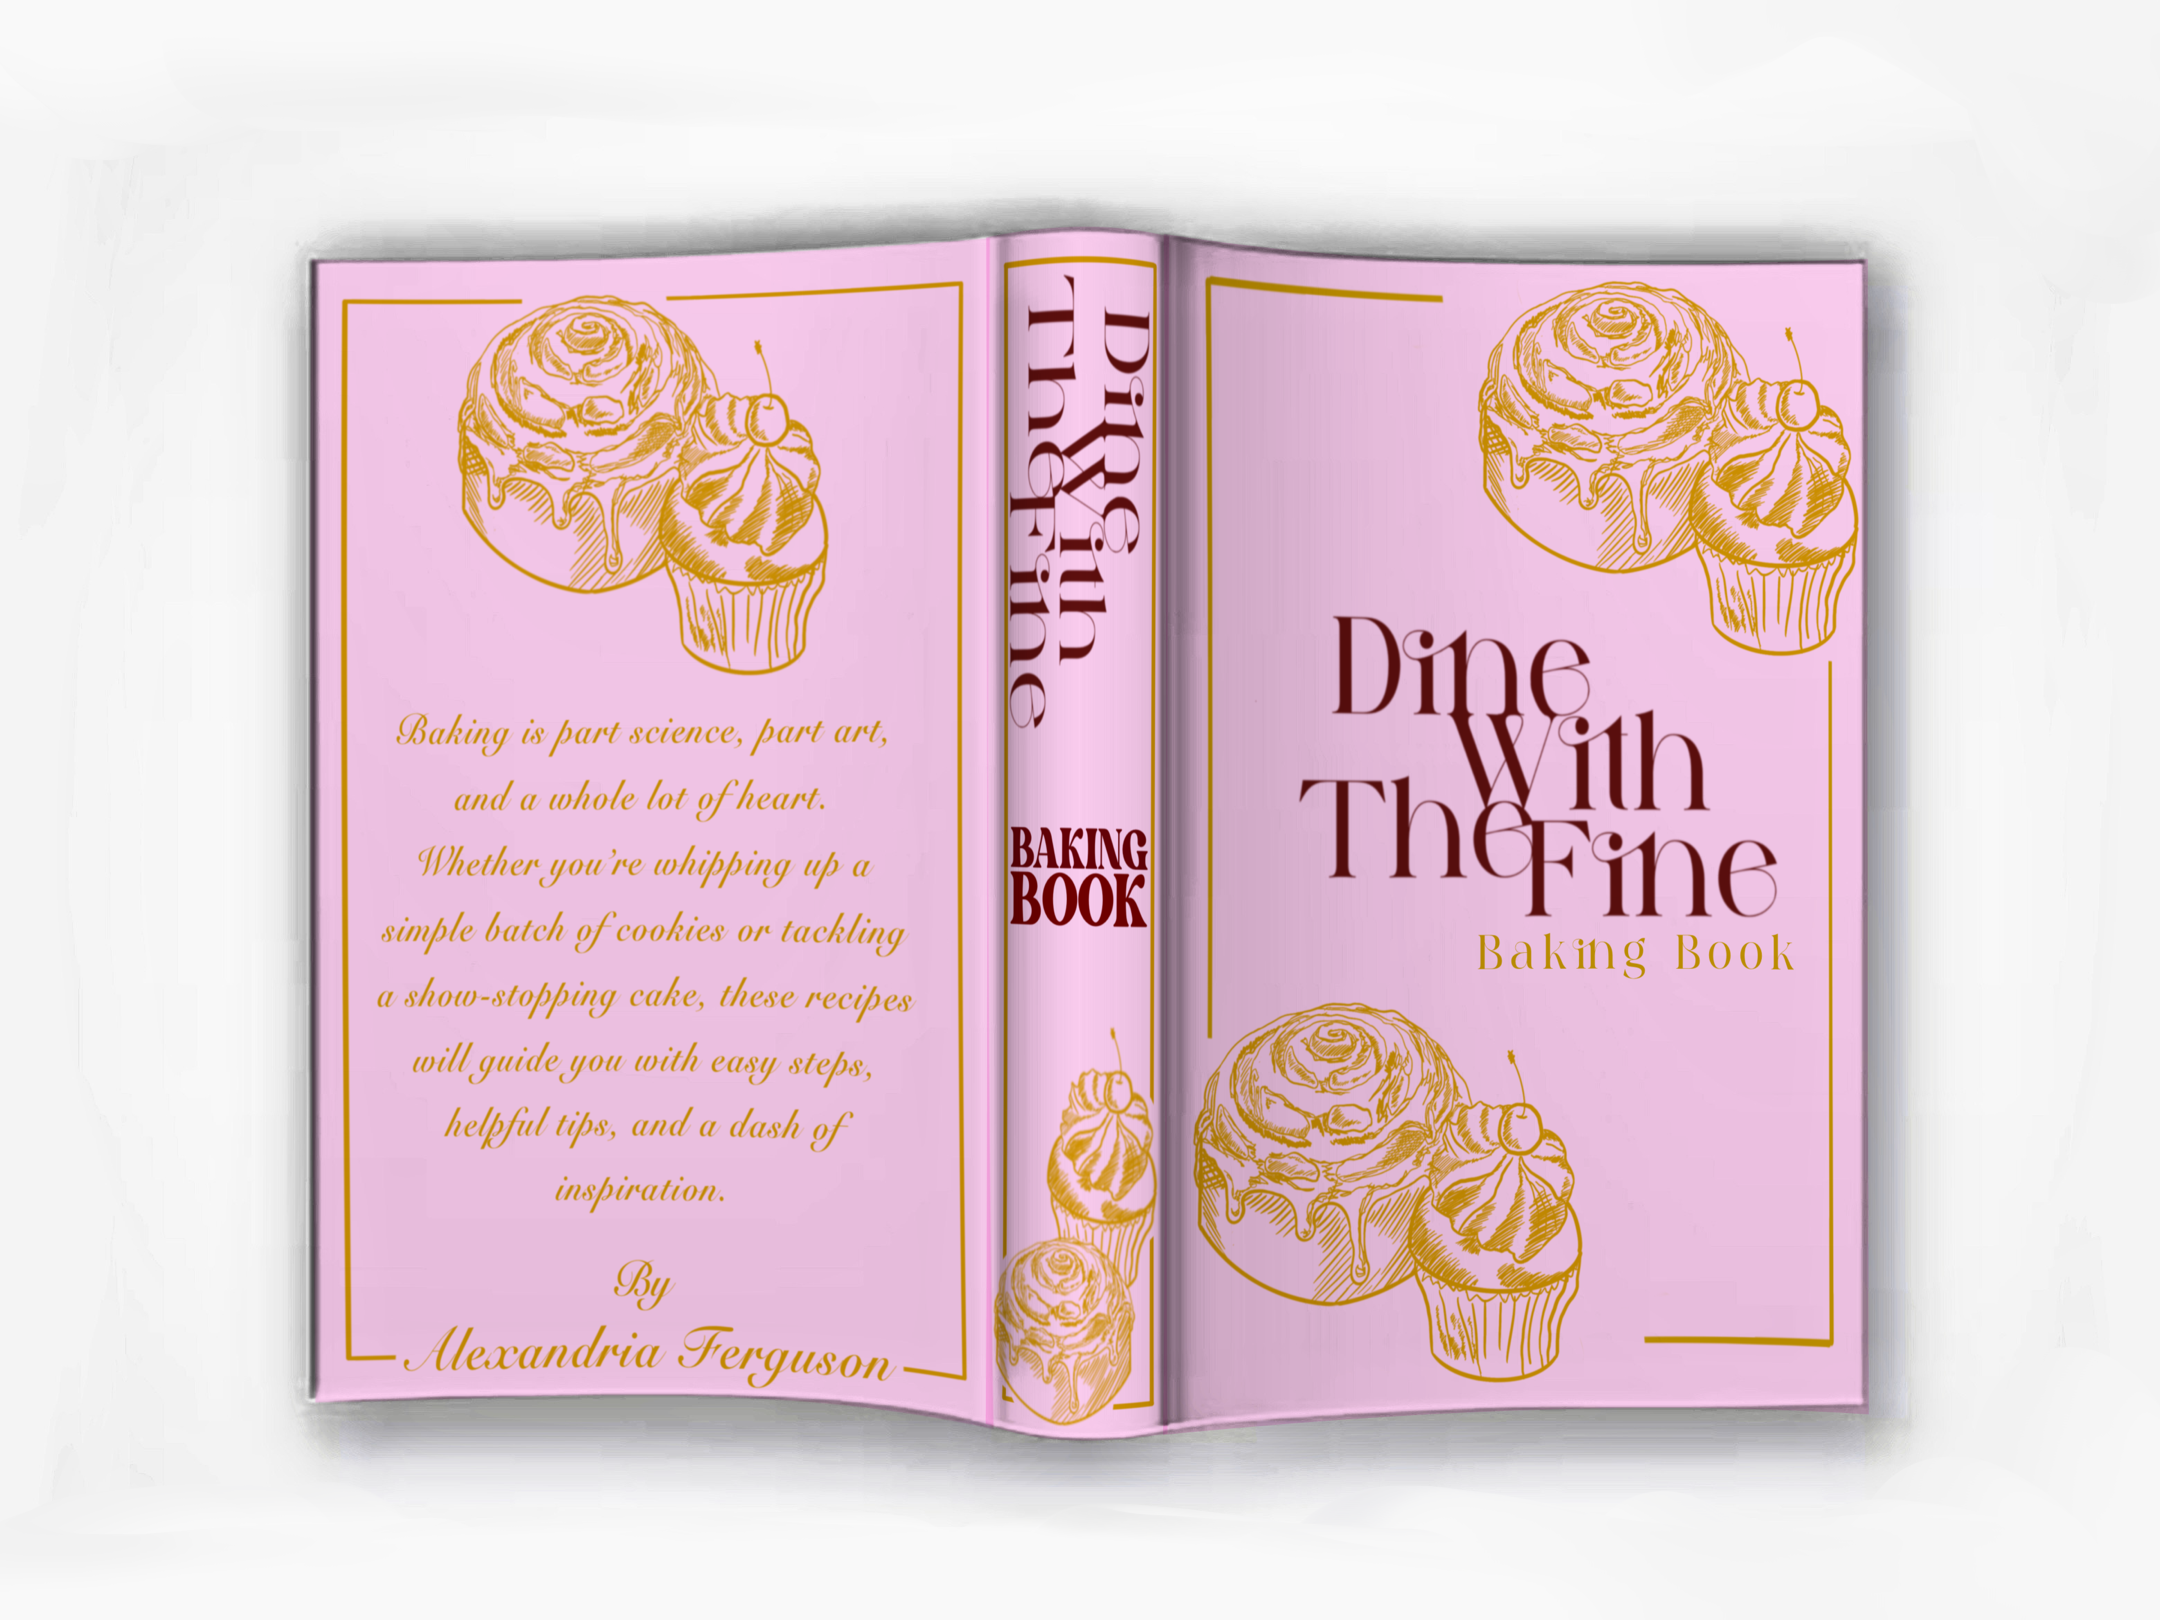 Baking is part science, part art,
and a whole lot of heart.
Whether you're whipping up a
simple batch of cookies or tackling
a show-stopping cake, these recipes
will guide you with easy steps,
helpful tips, and a dash of
inspiration.
By
Alexandria Ferguson
Dine
With
The Fine
BAKING
BOOK
Dine
With
The Fine
Baking Book